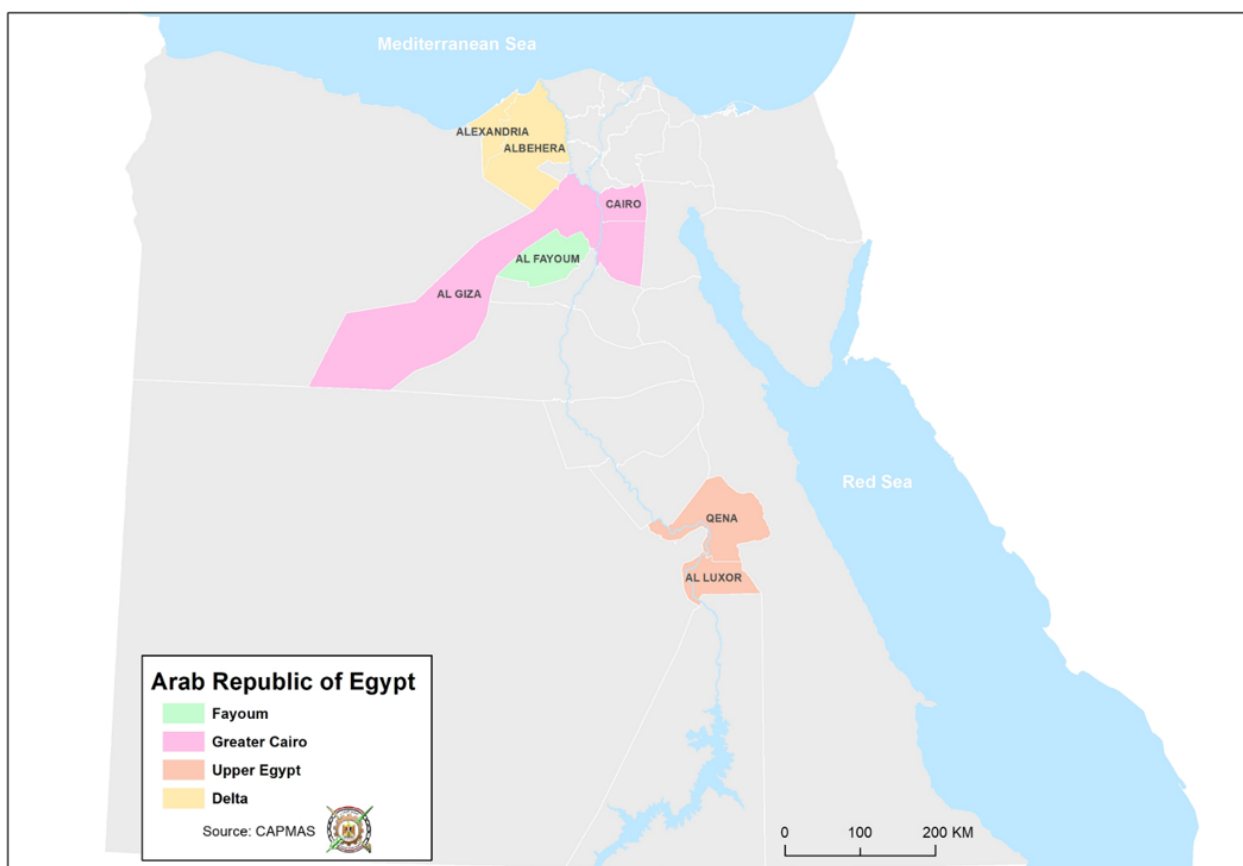 Mediterranean Sea
ALEXANDRIA
ALBEHERA
CAIRO
AL FAYOUM
AL GIZA
Red Sea
QENA
AL LUXOR
Arab Republic of Egypt
Fayoum
Greater Cairo
Upper Egypt
Delta
Source: CAPMAS
0 100 200 KM